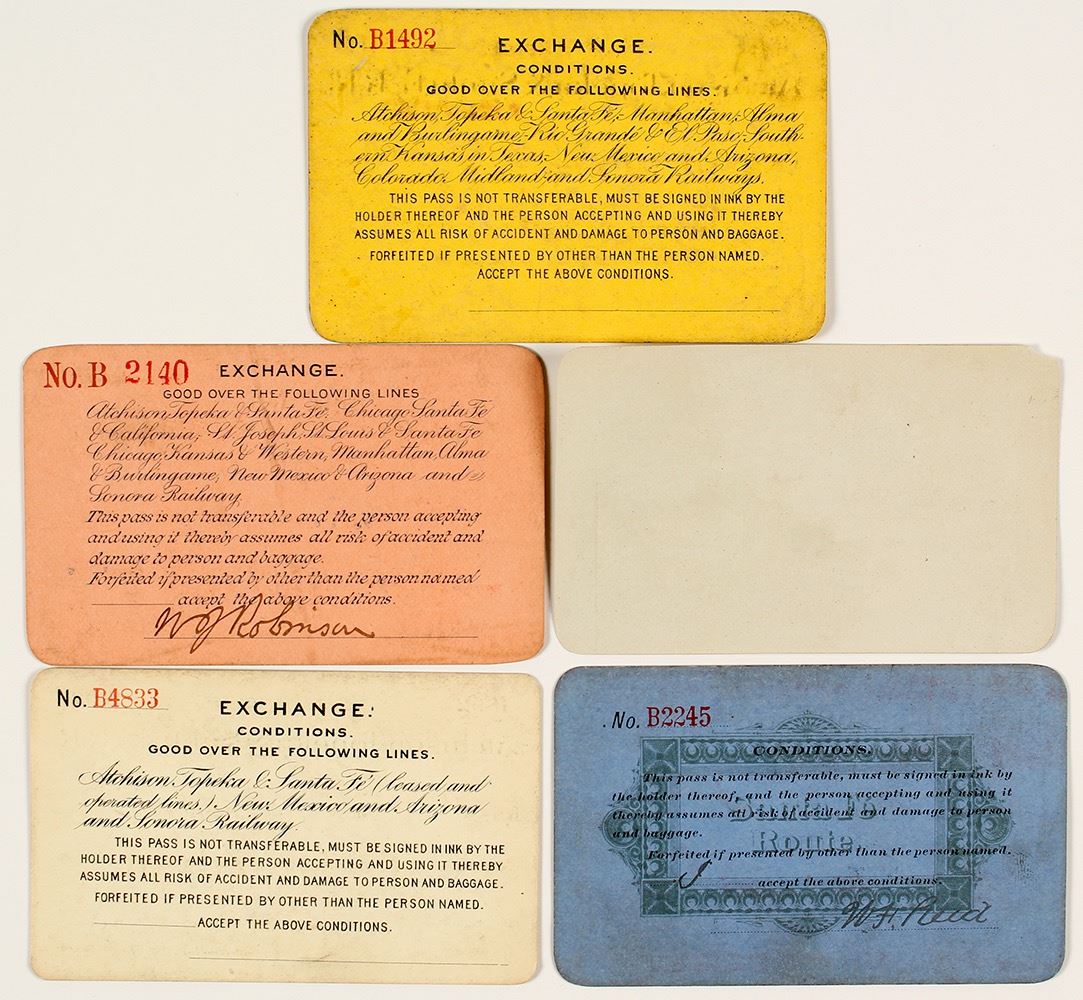 No. B1492
EXCHANGE.
CONDITIONS.
GOOD OVER THE FOLLOWING LINES:
Atchison, Topeka & Santa Fé, Manhattan, Alma
and Burlingame, Rio Grandé & El Paso, South-
ern Kansas in Texas, New Mexico and Arizona,
Colorado Midland, and Sonora Railways.
THIS PASS IS NOT TRANSFERABLE, MUST BE SIGNED IN INK BY THE
HOLDER THEREOF AND THE PERSON ACCEPTING AND USING IT THEREBY
ASSUMES ALL RISK OF ACCIDENT AND DAMAGE TO PERSON AND BAGGAGE.
FORFEITED IF PRESENTED BY OTHER THAN THE PERSON NAMED.
ACCEPT THE ABOVE CONDITIONS.
No. B 2140 EXCHANGE.
GOOD OVER THE FOLLOWING LINES
Atchison, Topeka & Santa Fe, Chicago Santa Fé
& California, St. Joseph, St. Louis & Santa Fe
Chicago, Kansas & Western, Manhattan, Alma
& Burlingame, New Mexico & Arizona and
Sonora Railway,
This pass is not transferable and the person accepting
and using it thereby assumes all risk of accident and
damage to person and baggage.
Forfeited if presented by other than the person named
accept the above conditions.
W J Robinson
No. B4833
EXCHANGE.
CONDITIONS.
GOOD OVER THE FOLLOWING LINES.
Atchison, Topeka & Santa Fé (leased and
operated lines,) New Mexico and Arizona
and Sonora Railway.
THIS PASS IS NOT TRANSFERABLE, MUST BE SIGNED IN INK BY THE
HOLDER THEREOF AND THE PERSON ACCEPTING AND USING IT THEREBY
ASSUMES ALL RISK OF ACCIDENT AND DAMAGE TO PERSON AND BAGGAGE.
FORFEITED IF PRESENTED BY OTHER THAN THE PERSON NAMED.
ACCEPT THE ABOVE CONDITIONS.
No. B2245
CONDITIONS.
This pass is not transferable, must be signed in ink by
the holder thereof, and the person accepting and using it
thereby assumes all risk of accident and damage to person
and baggage.
Santa Fe
Route
Forfeited if presented by other than the person named.
I accept the above conditions.
W. H. Reid